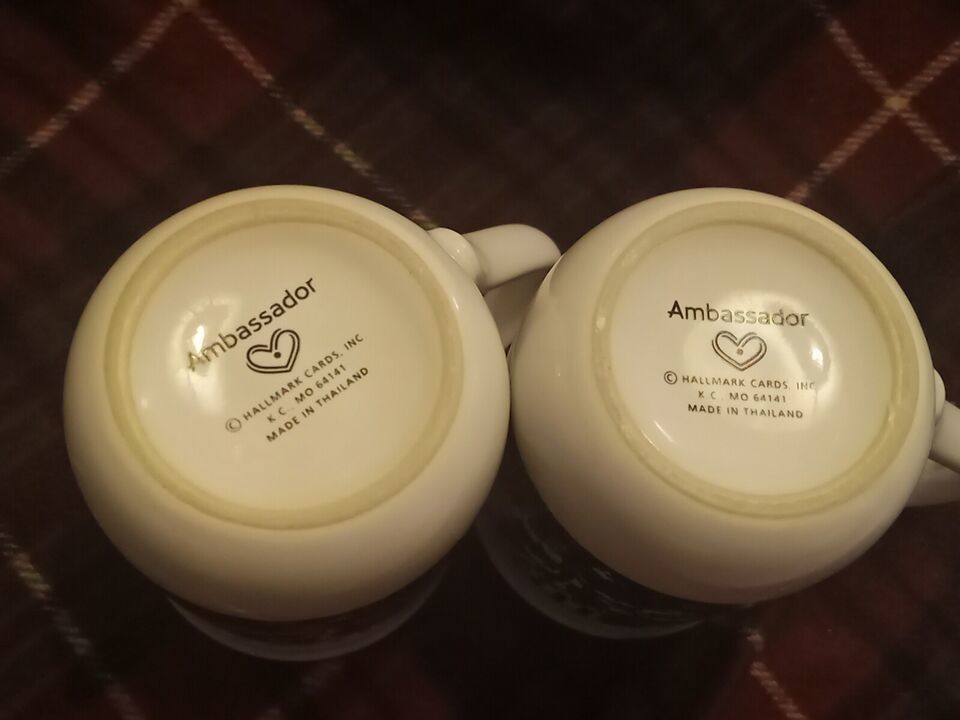 Ambassador
© HALLMARK CARDS, INC
K.C., MO 64141
MADE IN THAILAND
Ambassador
© HALLMARK CARDS, INC
K.C., MO 64141
MADE IN THAILAND